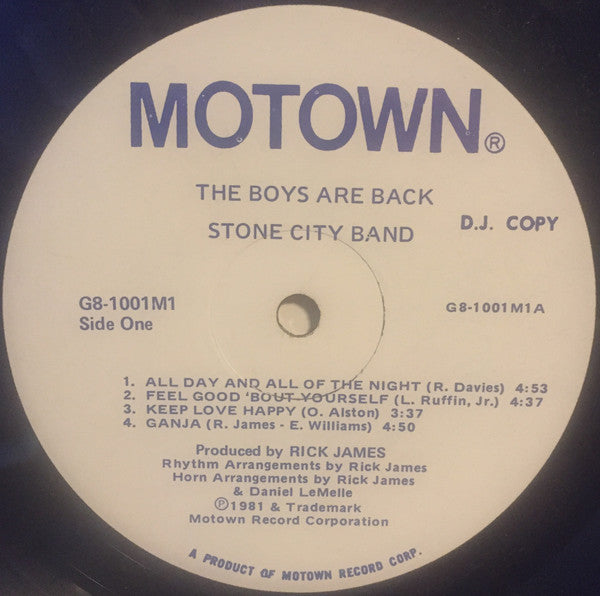 MOTOWN®
THE BOYS ARE BACK
STONE CITY BAND
D.J. COPY
G8-1001M1
Side One
G8-1001M1A
1. ALL DAY AND ALL OF THE NIGHT (R. Davies) 4:53
2. FEEL GOOD 'BOUT YOURSELF (L. Ruffin, Jr.) 4:37
3. KEEP LOVE HAPPY (O. Alston) 3:37
4. GANJA (R. James - E. Williams) 4:50
Produced by RICK JAMES
Rhythm Arrangements by Rick James
Horn Arrangements by Rick James
& Daniel LeMelle
℗1981 & Trademark
Motown Record Corporation
A PRODUCT OF MOTOWN RECORD CORP.